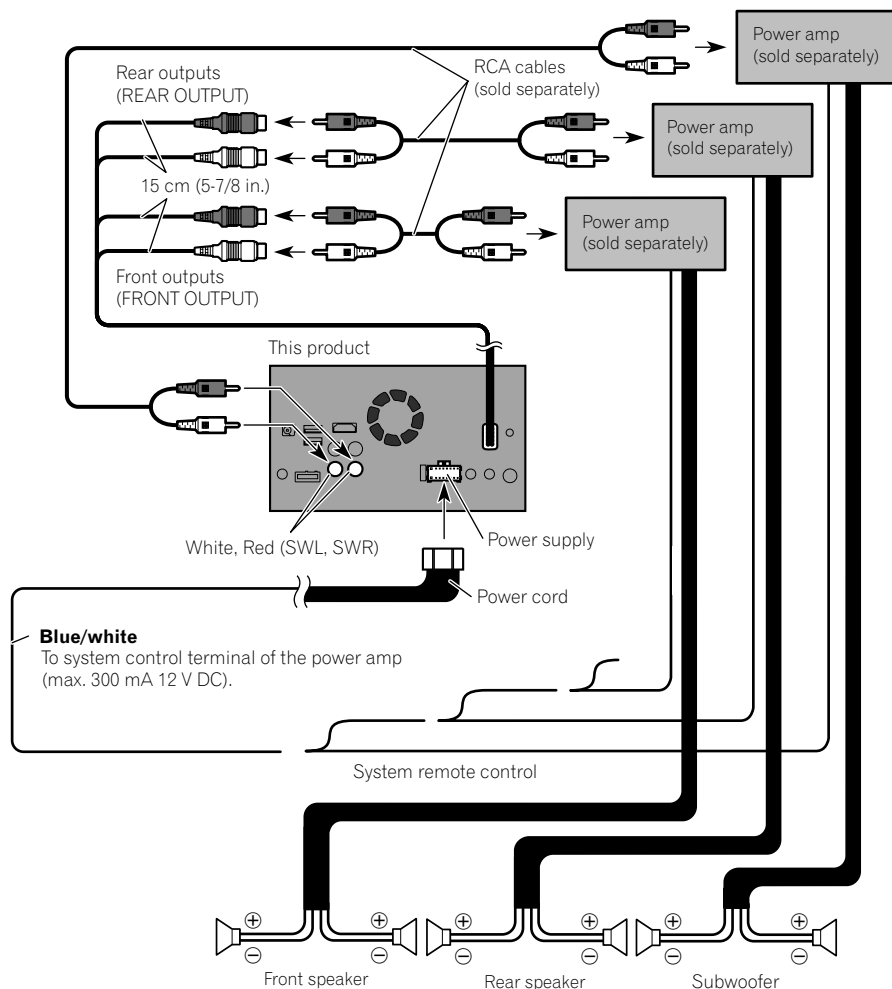 Power amp
(sold separately)
Rear outputs
(REAR OUTPUT)
RCA cables
(sold separately)
Power amp
(sold separately)
15 cm (5-7/8 in.)
Power amp
(sold separately)
Front outputs
(FRONT OUTPUT)
This product
White, Red (SWL, SWR)
Power supply
Power cord
Blue/white
To system control terminal of the power amp
(max. 300 mA 12 V DC).
System remote control
⊕ ⊕ ⊕ ⊕ ⊕ ⊕
⊖ ⊖ ⊖ ⊖ ⊖ ⊖
Front speaker
Rear speaker
Subwoofer